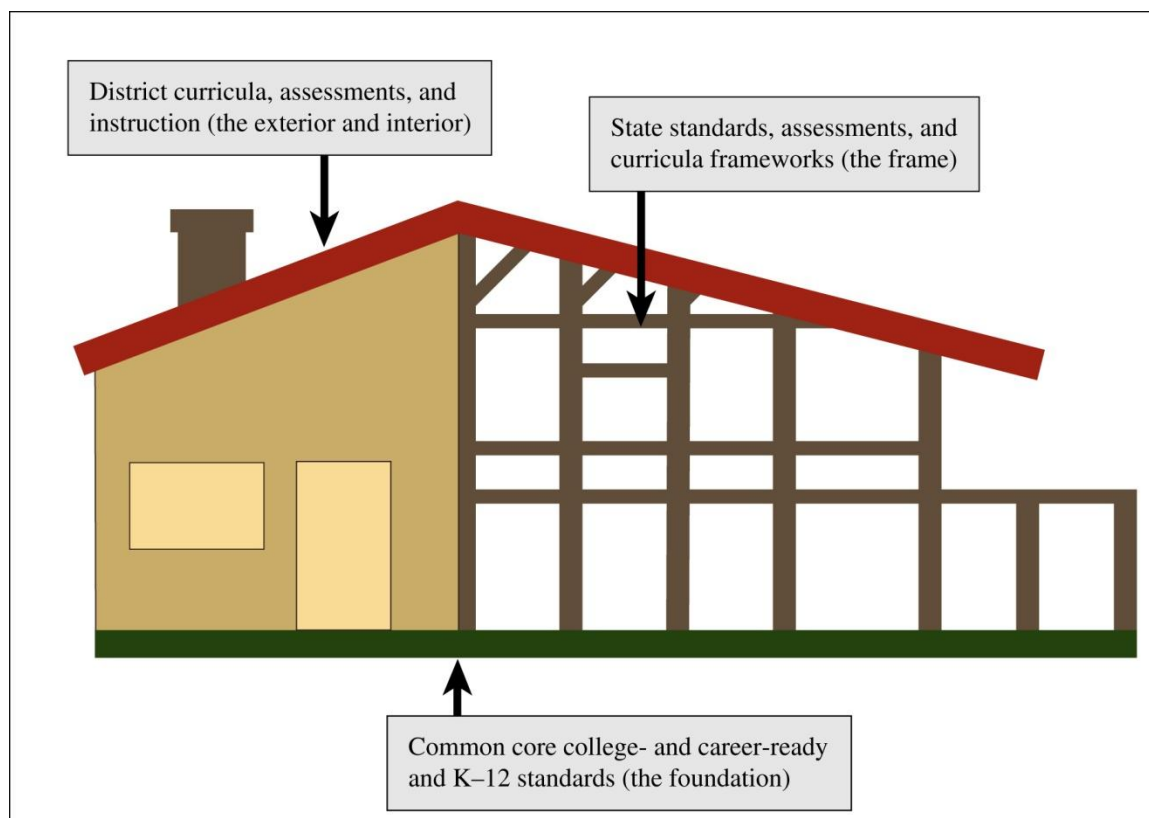 District curricula, assessments, and
instruction (the exterior and interior)
State standards, assessments, and
curricula frameworks (the frame)
Common core college- and career-ready
and K–12 standards (the foundation)